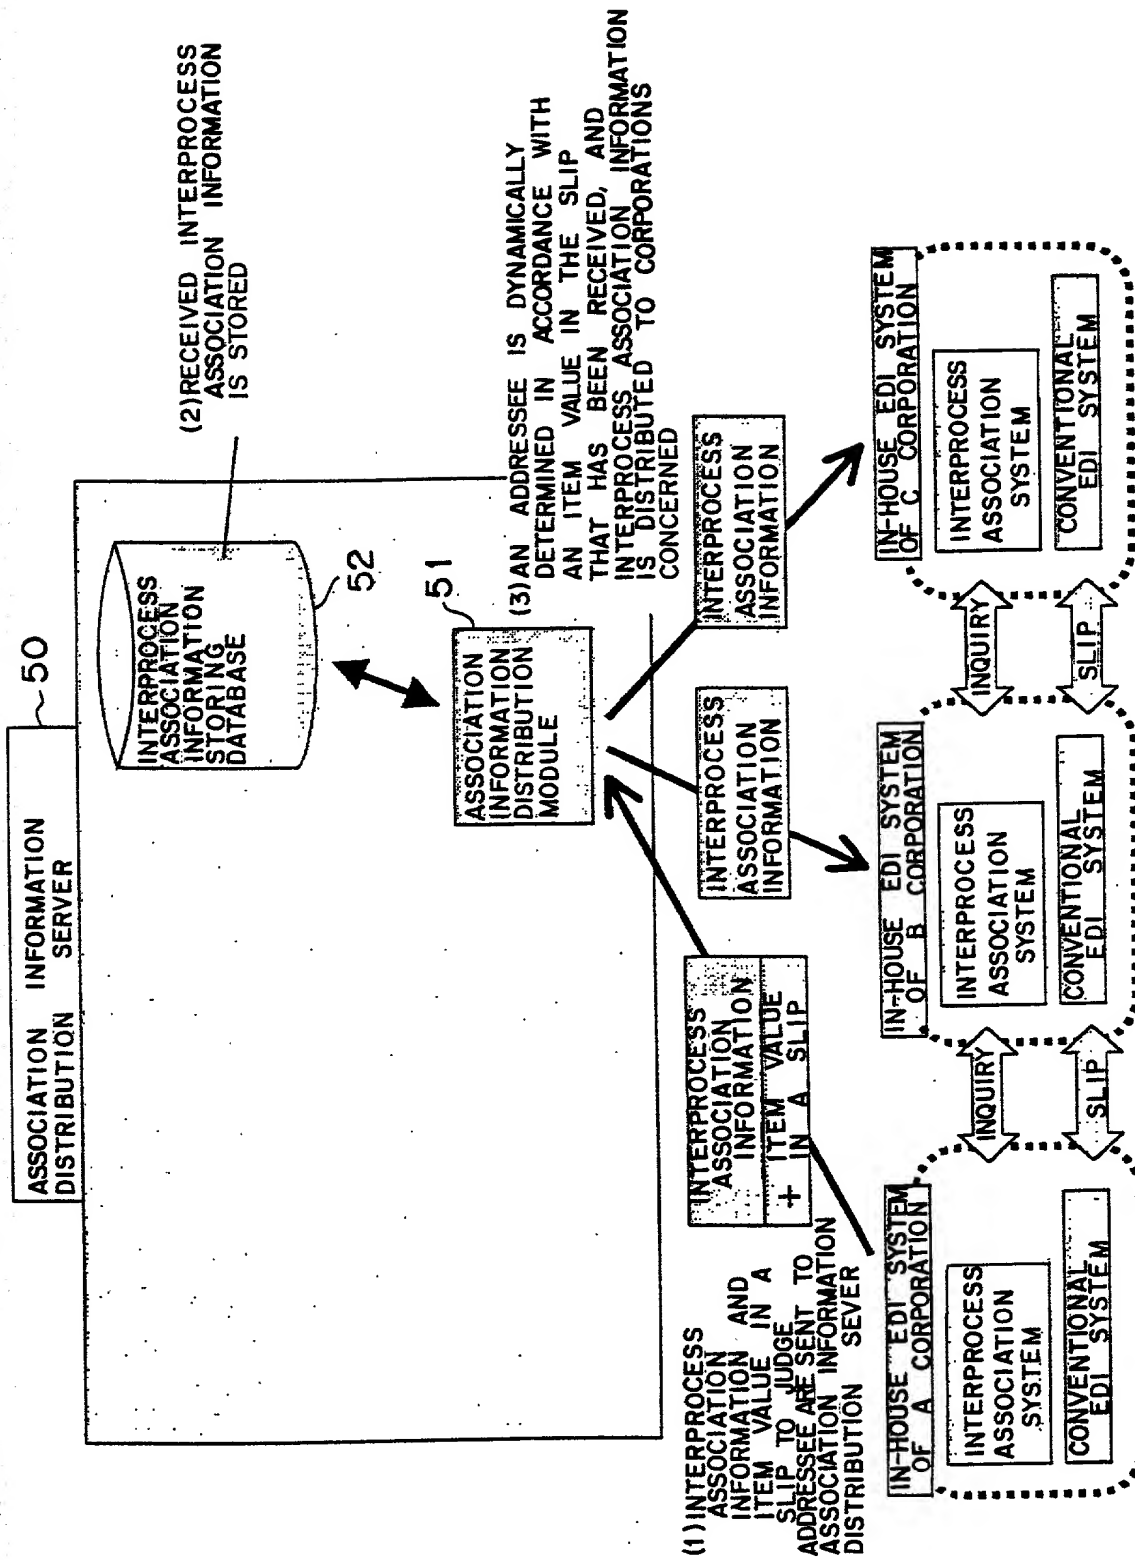 ASSOCIATION INFORMATION
DISTRIBUTION SERVER
50
INTERPROCESS
ASSOCIATION
INFORMATION
STORING
DATABASE
52
(2)RECEIVED INTERPROCESS
ASSOCIATION INFORMATION
IS STORED
ASSOCIATION
INFORMATION
DISTRIBUTION
MODULE
51
(3)AN ADDRESSEE IS DYNAMICALLY
DETERMINED IN ACCORDANCE WITH
AN ITEM VALUE IN THE SLIP
THAT HAS BEEN RECEIVED, AND
INTERPROCESS ASSOCIATION INFORMATION
IS DISTRIBUTED TO CORPORATIONS
CONCERNED
(1)INTERPROCESS
ASSOCIATION
INFORMATION AND
ITEM VALUE IN A
SLIP TO JUDGE
ADDRESSEE ARE SENT TO
ASSOCIATION INFORMATION
DISTRIBUTION SEVER
INTERPROCESS
ASSOCIATION
INFORMATION
+ ITEM VALUE
IN A SLIP
INTERPROCESS
ASSOCIATION
INFORMATION
INTERPROCESS
ASSOCIATION
INFORMATION
IN-HOUSE EDI SYSTEM
OF A CORPORATION
INTERPROCESS
ASSOCIATION
SYSTEM
CONVENTIONAL
EDI SYSTEM
INQUIRY
SLIP
IN-HOUSE EDI SYSTEM
OF B CORPORATION
INTERPROCESS
ASSOCIATION
SYSTEM
CONVENTIONAL
EDI SYSTEM
INQUIRY
SLIP
IN-HOUSE EDI SYSTEM
OF C CORPORATION
INTERPROCESS
ASSOCIATION
SYSTEM
CONVENTIONAL
EDI SYSTEM